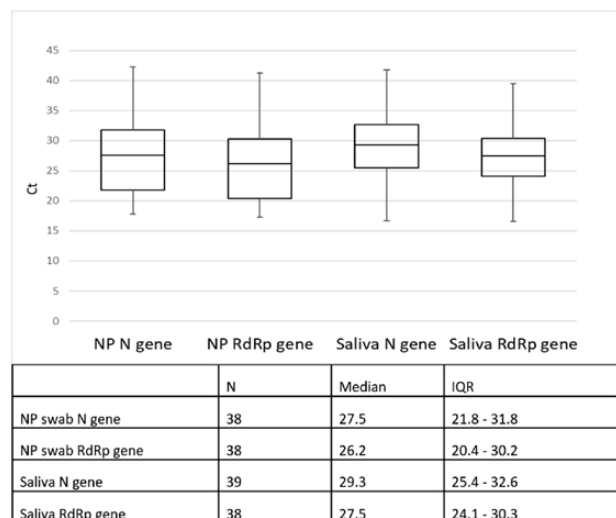 45
40
35
30
25
20
15
10
5
0
Ct
NP N gene NP RdRp gene Saliva N gene Saliva RdRp gene
N Median IQR
NP swab N gene 38 27.5 21.8 - 31.8
NP swab RdRp gene 38 26.2 20.4 - 30.2
Saliva N gene 39 29.3 25.4 - 32.6
Saliva RdRp gene 38 27.5 24.1 - 30.3